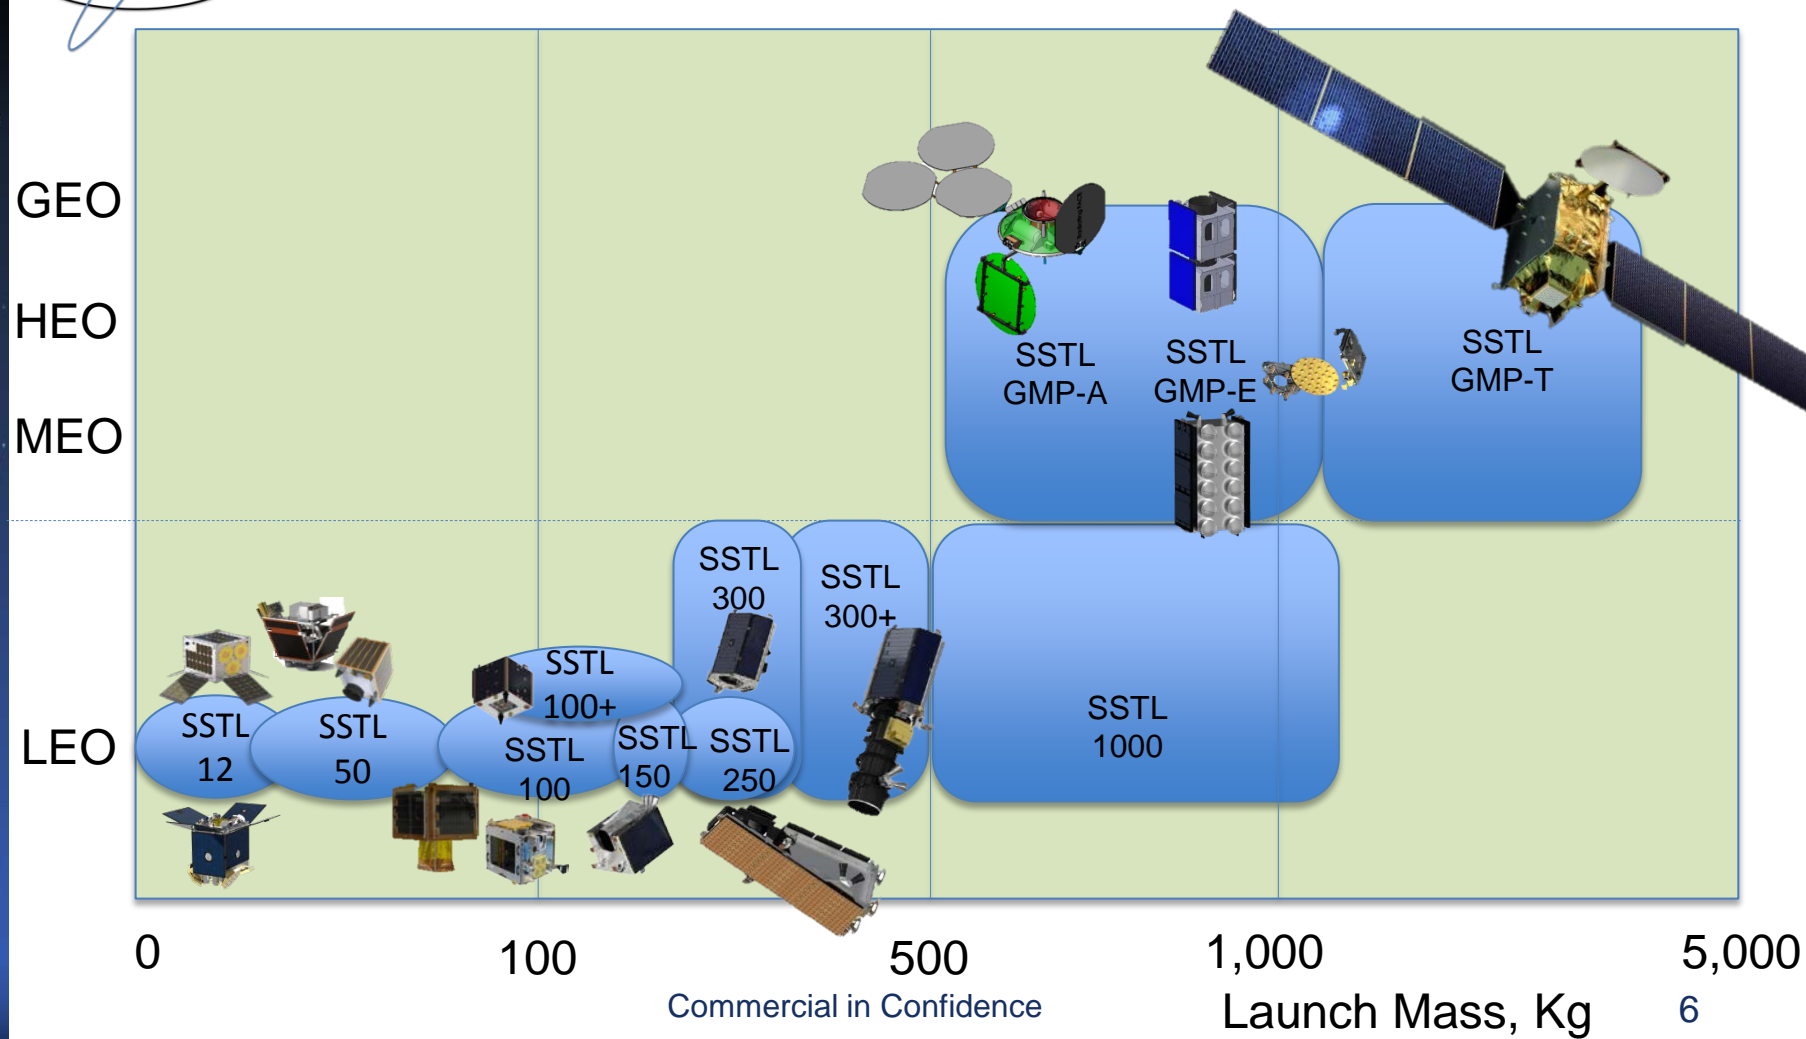 GEO
HEO
MEO
LEO
SSTL
GMP-A
SSTL
GMP-E
SSTL
GMP-T
SSTL
300
SSTL
300+
SSTL
12
SSTL
50
SSTL
100+
SSTL
100
SSTL
150
SSTL
250
SSTL
1000
0
100
500
1,000
5,000
Commercial in Confidence
Launch Mass, Kg
6